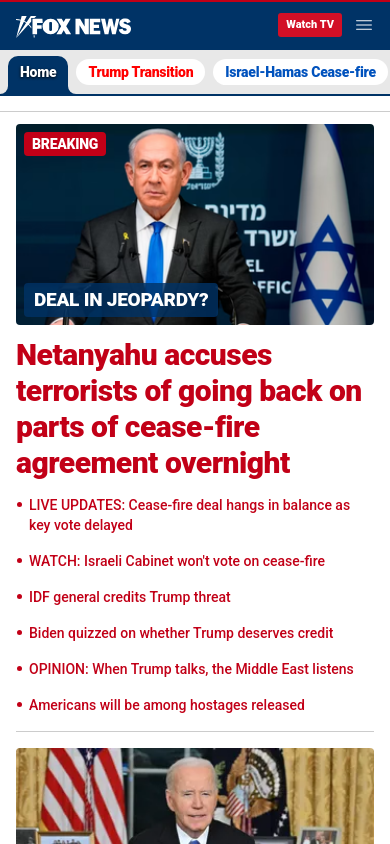 FOX NEWS
Watch TV
Home
Trump Transition
Israel-Hamas Cease-fire
BREAKING
מדינת
משרד
EL
FFIC
DEAL IN JEOPARDY?
Netanyahu accuses
terrorists of going back on
parts of cease-fire
agreement overnight
• LIVE UPDATES: Cease-fire deal hangs in balance as
key vote delayed
• WATCH: Israeli Cabinet won't vote on cease-fire
• IDF general credits Trump threat
• Biden quizzed on whether Trump deserves credit
• OPINION: When Trump talks, the Middle East listens
• Americans will be among hostages released